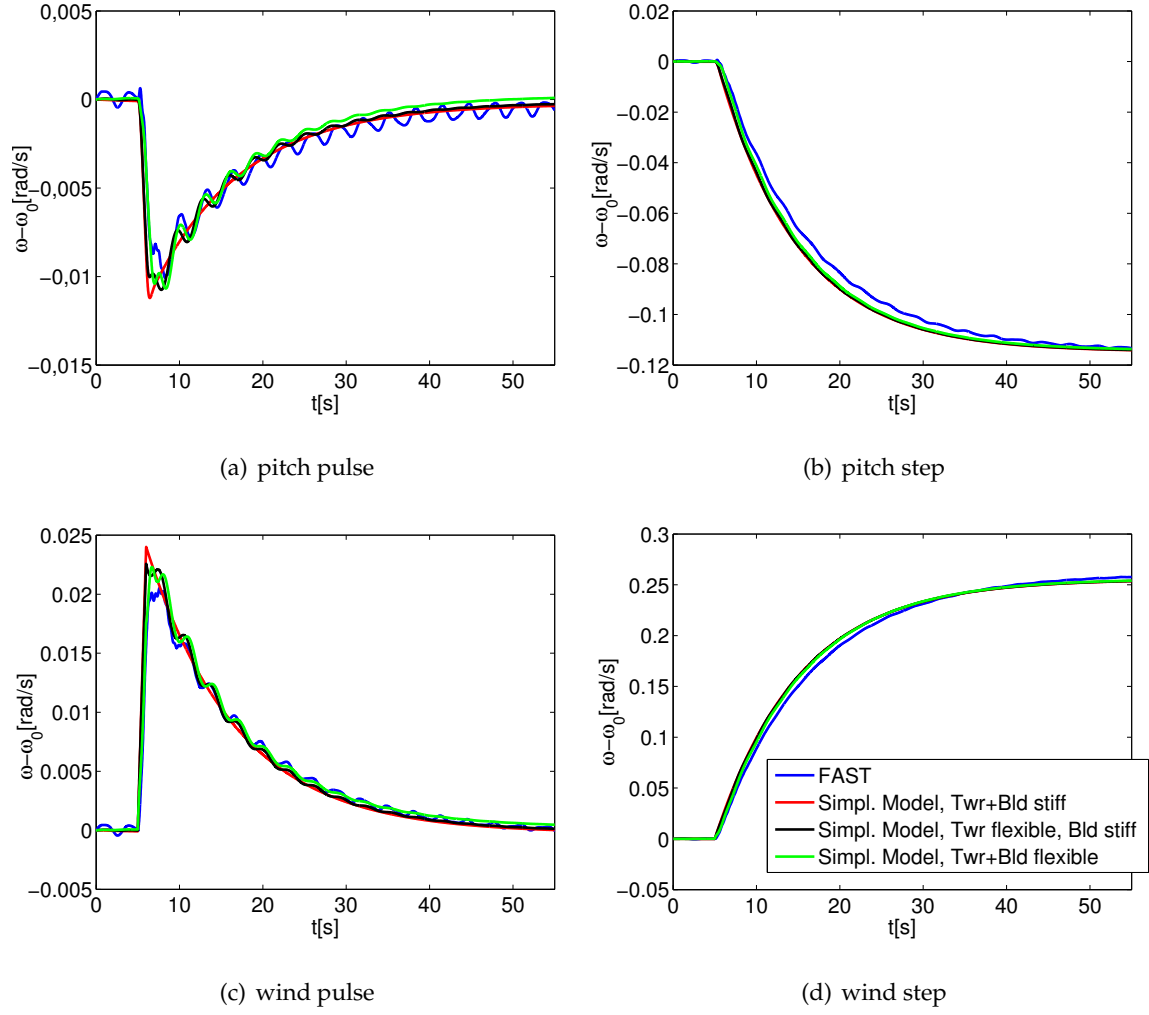 0,005
0
−0,005
−0,01
−0,015
ω−ω0[rad/s]
0 10 20 30 40 50
t[s]
(a) pitch pulse
0.02
0
−0.02
−0.04
−0.06
−0.08
−0.1
−0.12
ω−ω0[rad/s]
0 10 20 30 40 50
t[s]
(b) pitch step
0.025
0.02
0.015
0.01
0.005
0
−0.005
ω−ω0[rad/s]
0 10 20 30 40 50
t[s]
(c) wind pulse
0.3
0.25
0.2
0.15
0.1
0.05
0
−0.05
ω−ω0[rad/s]
FAST
Simpl. Model, Twr+Bld stiff
Simpl. Model, Twr flexible, Bld stiff
Simpl. Model, Twr+Bld flexible
0 10 20 30 40 50
t[s]
(d) wind step